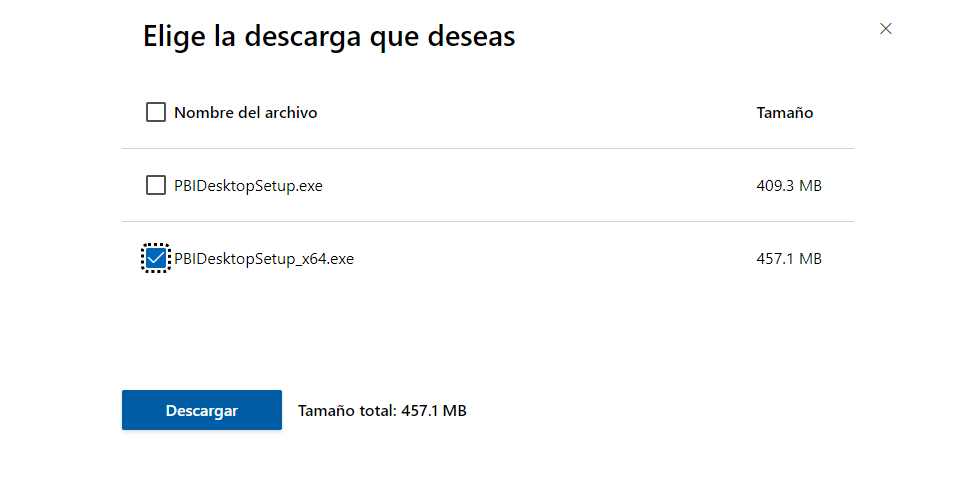 Elige la descarga que deseas
Nombre del archivo Tamaño
PBIDesktopSetup.exe 409.3 MB
PBIDesktopSetup_x64.exe 457.1 MB
Descargar Tamaño total: 457.1 MB